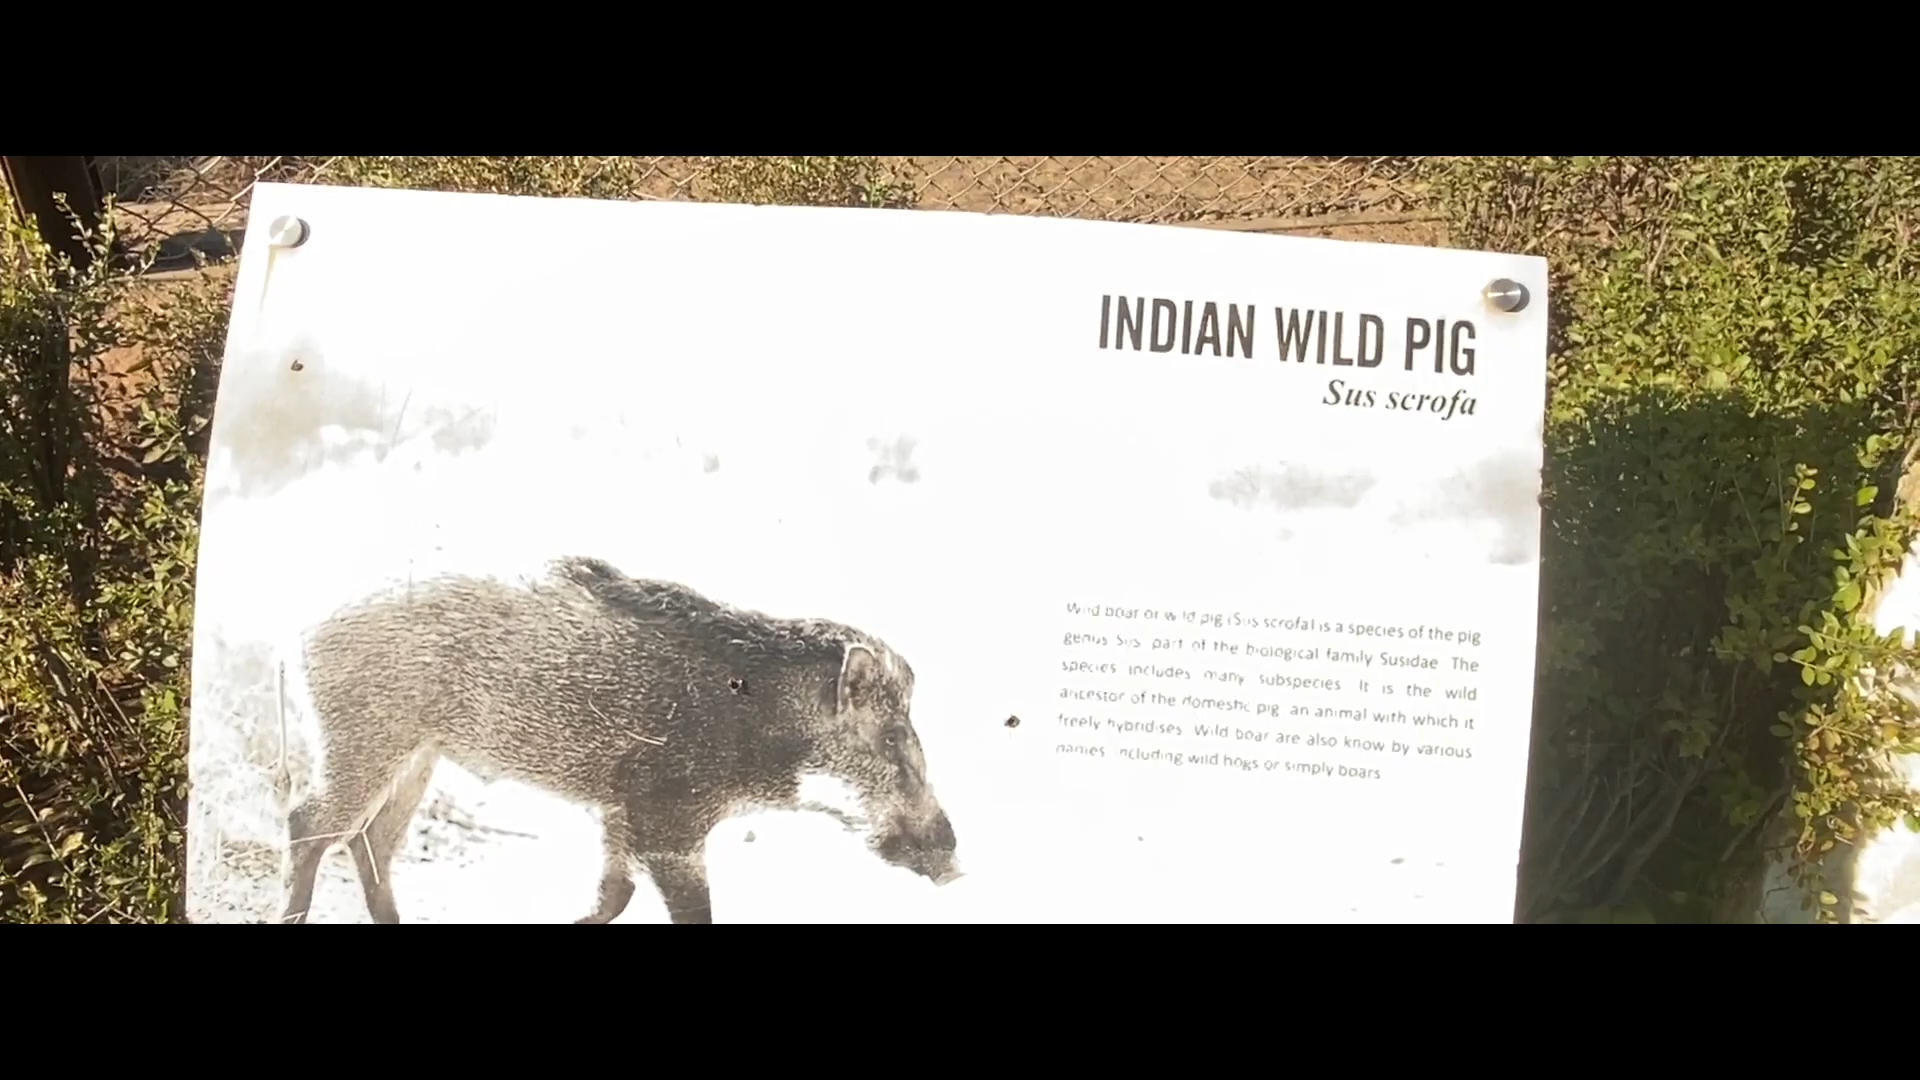 INDIAN WILD PIG
Sus scrofa
Wild boar or wild pig (Sus scrofa) is a species of the pig
genus Sus part of the biological family Susidae The
species includes many subspecies It is the wild
ancestor of the domestic pig an animal with which it
freely hybridises Wild boar are also know by various
names including wild hogs or simply boars